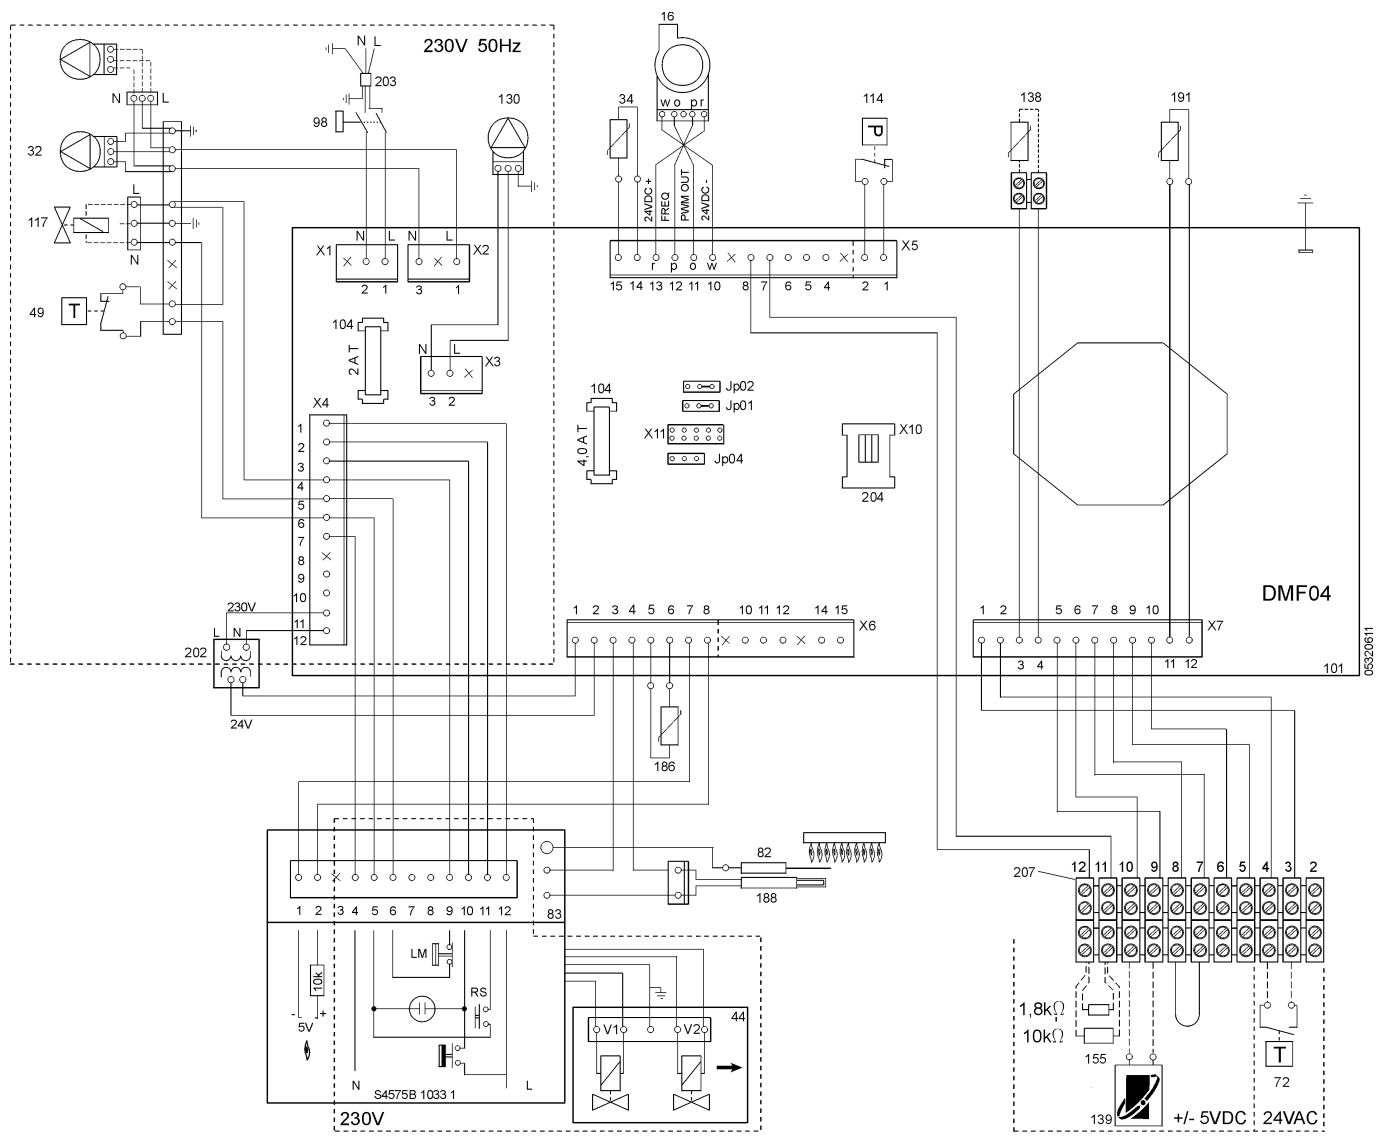 16
230V 50Hz
N L
203
N L
98
130
34
w o p r
114
P
138
191
32
24VDC +
FREQ
PWM OUT
24VDC -
L
117
N
N L
X1
2 1
N L
X2
3 1
X5
r p o w
15 14 13 12 11 10 8 7 6 5 4 2 1
49
T
104
2 A T
N L
X3
3 2
X4
1
2
3
4
5
6
7
8
9
10
11
12
104
4,0 A T
Jp02
Jp01
X11
Jp04
X10
204
DMF04
230V
L N
202
24V
1 2 3 4 5 6 7 8 10 11 12 14 15
X6
1 2 5 6 7 8 9 10
X7
3 4 11 12
101
05320611
186
82
188
83
1 2 3 4 5 6 7 8 9 10 11 12
207
12 11 10 9 8 7 6 5 4 3 2
LM
10k
RS
- +
5V
N
L
S4575B 1033 1
230V
44
V1
V2
1,8kΩ
10kΩ
155
139
+/- 5VDC
T
72
24VAC